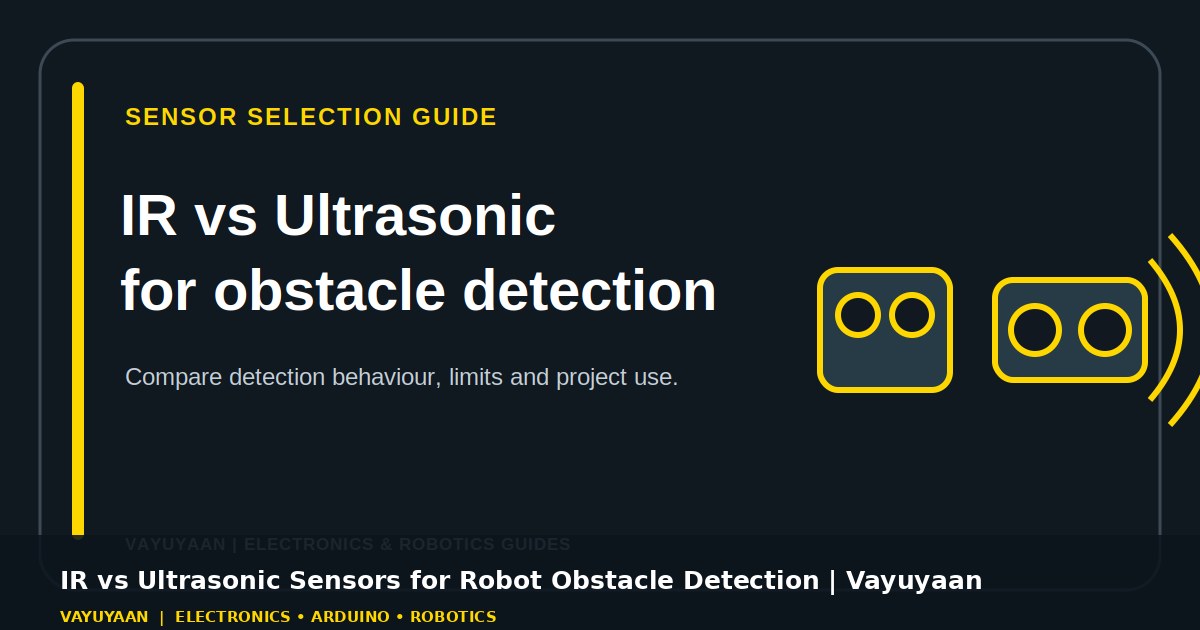 SENSOR SELECTION GUIDE
IR vs Ultrasonic
for obstacle detection
Compare detection behaviour, limits and project use.
VAYUYAAN | ELECTRONICS & ROBOTICS GUIDES
IR vs Ultrasonic Sensors for Robot Obstacle Detection | Vayuyaan
VAYUYAAN | ELECTRONICS • ARDUINO • ROBOTICS